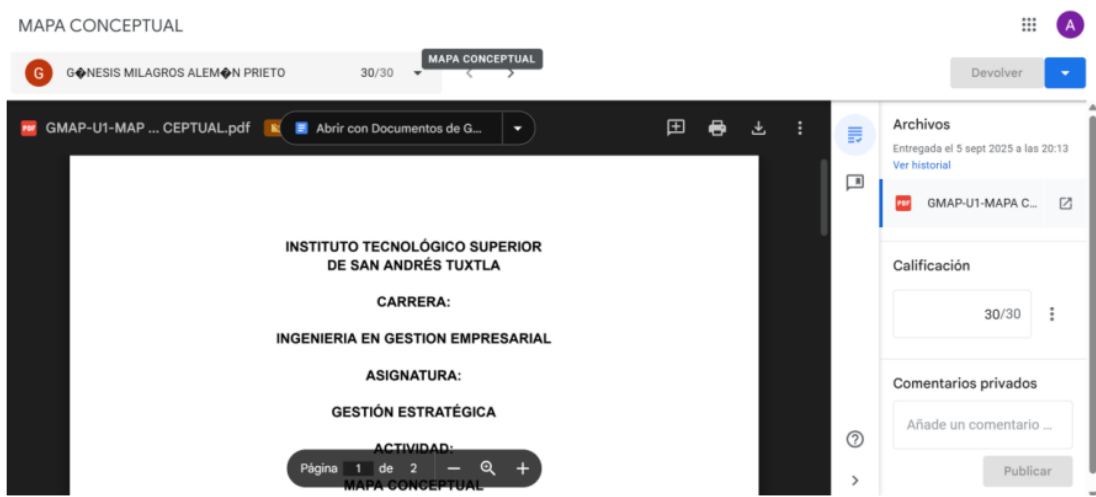 MAPA CONCEPTUAL
A
G
G�NESIS MILAGROS ALEM�N PRIETO
30/30
MAPA CONCEPTUAL
Devolver
PDF
GMAP-U1-MAP ... CEPTUAL.pdf
Abrir con Documentos de G...
INSTITUTO TECNOLÓGICO SUPERIOR
DE SAN ANDRÉS TUXTLA
CARRERA:
INGENIERIA EN GESTION EMPRESARIAL
ASIGNATURA:
GESTIÓN ESTRATÉGICA
ACTIVIDAD:
MAPA CONCEPTUAL
Página 1 de 2
Archivos
Entregada el 5 sept 2025 a las 20:13
Ver historial
PDF
GMAP-U1-MAPA C...
Calificación
30/30
Comentarios privados
Añade un comentario ...
Publicar